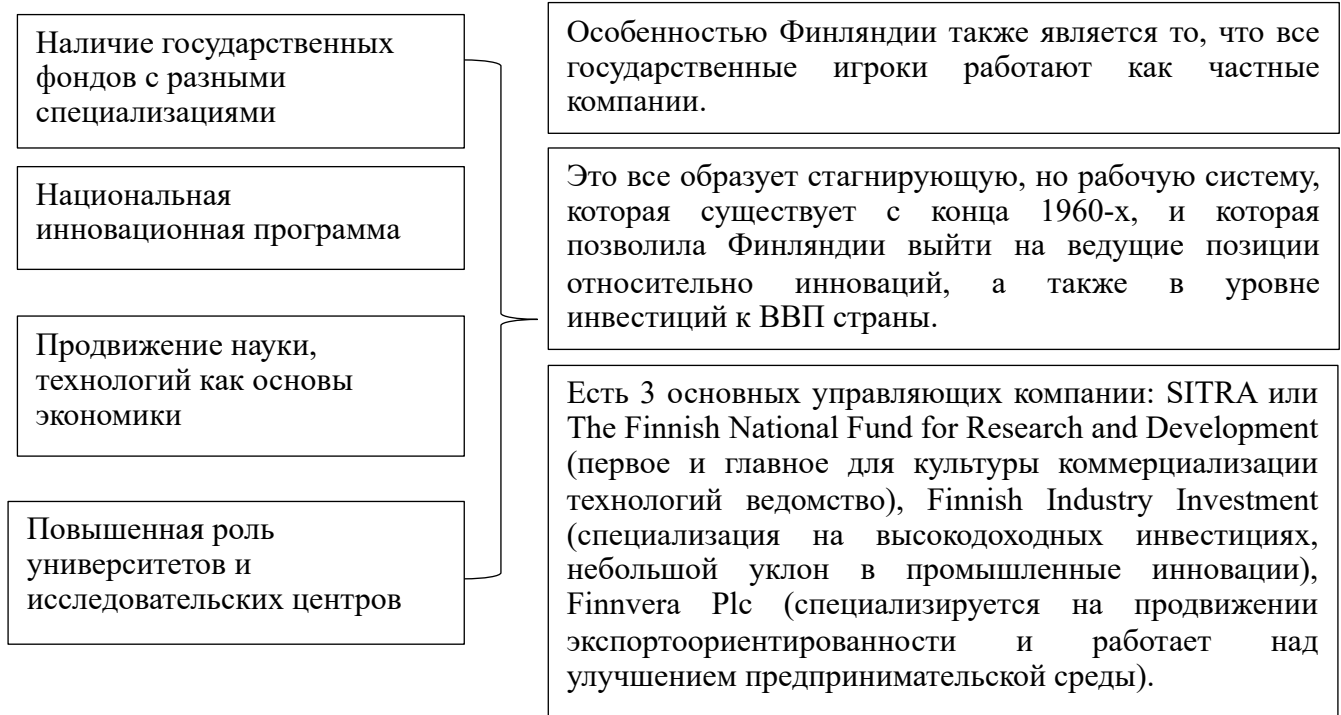 Наличие государственных
фондов с разными
специализациями
Национальная
инновационная программа
Продвижение науки,
технологий как основы
экономики
Повышенная роль
университетов и
исследовательских центров
Особенностью Финляндии также является то, что все
государственные игроки работают как частные
компании.
Это все образует стагнирующую, но рабочую систему,
которая существует с конца 1960-х, и которая
позволила Финляндии выйти на ведущие позиции
относительно инноваций, а также в уровне
инвестиций к ВВП страны.
Есть 3 основных управляющих компании: SITRA или
The Finnish National Fund for Research and Development
(первое и главное для культуры коммерциализации
технологий ведомство), Finnish Industry Investment
(специализация на высокодоходных инвестициях,
небольшой уклон в промышленные инновации),
Finnvera Plc (специализируется на продвижении
экспортоориентированности и работает над
улучшением предпринимательской среды).